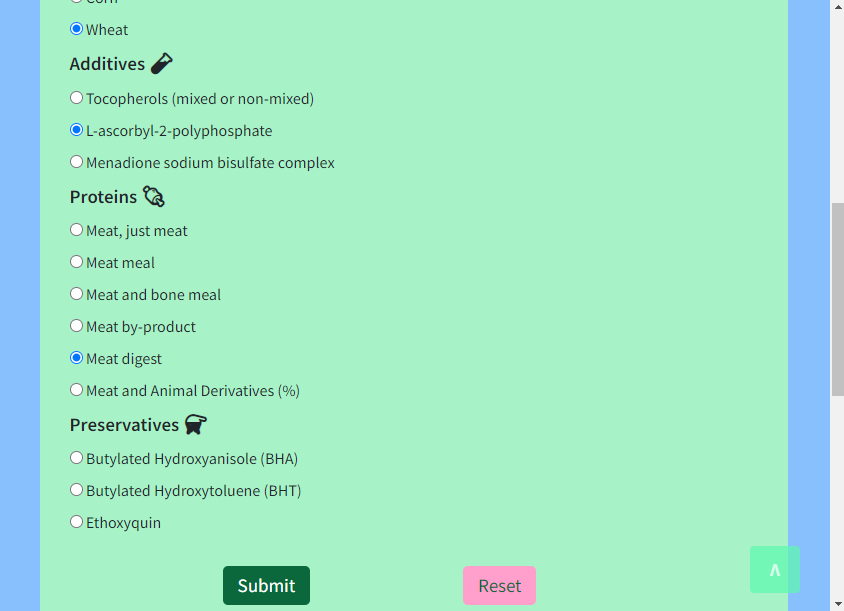 Corn
Wheat
Additives
Tocopherols (mixed or non-mixed)
L-ascorbyl-2-polyphosphate
Menadione sodium bisulfate complex
Proteins
Meat, just meat
Meat meal
Meat and bone meal
Meat by-product
Meat digest
Meat and Animal Derivatives (%)
Preservatives
Butylated Hydroxyanisole (BHA)
Butylated Hydroxytoluene (BHT)
Ethoxyquin
Submit Reset